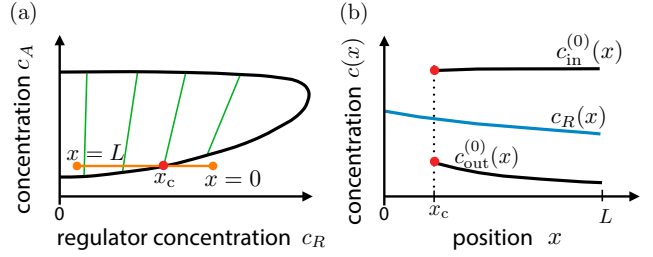 (a)
concentration c_A
x = L
x_c
x = 0
0
regulator concentration c_R
(b)
concentration c(x)
c_in^(0)(x)
c_R(x)
c_out^(0)(x)
0
x_c
L
position x